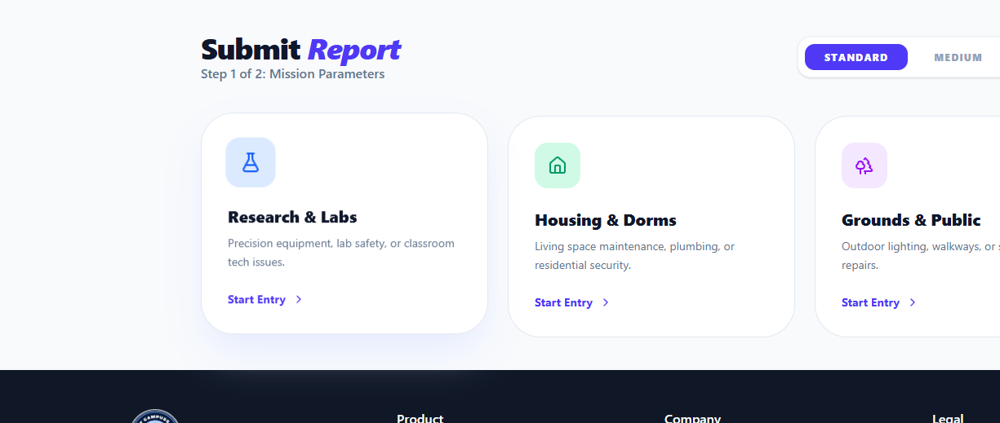 Submit Report
Step 1 of 2: Mission Parameters
STANDARD
MEDIUM
Research & Labs
Precision equipment, lab safety, or classroom
tech issues.
Start Entry
Housing & Dorms
Living space maintenance, plumbing, or
residential security.
Start Entry
Grounds & Public
Outdoor lighting, walkways, or
repairs.
Start Entry
CAMPUS
Product
Company
Legal